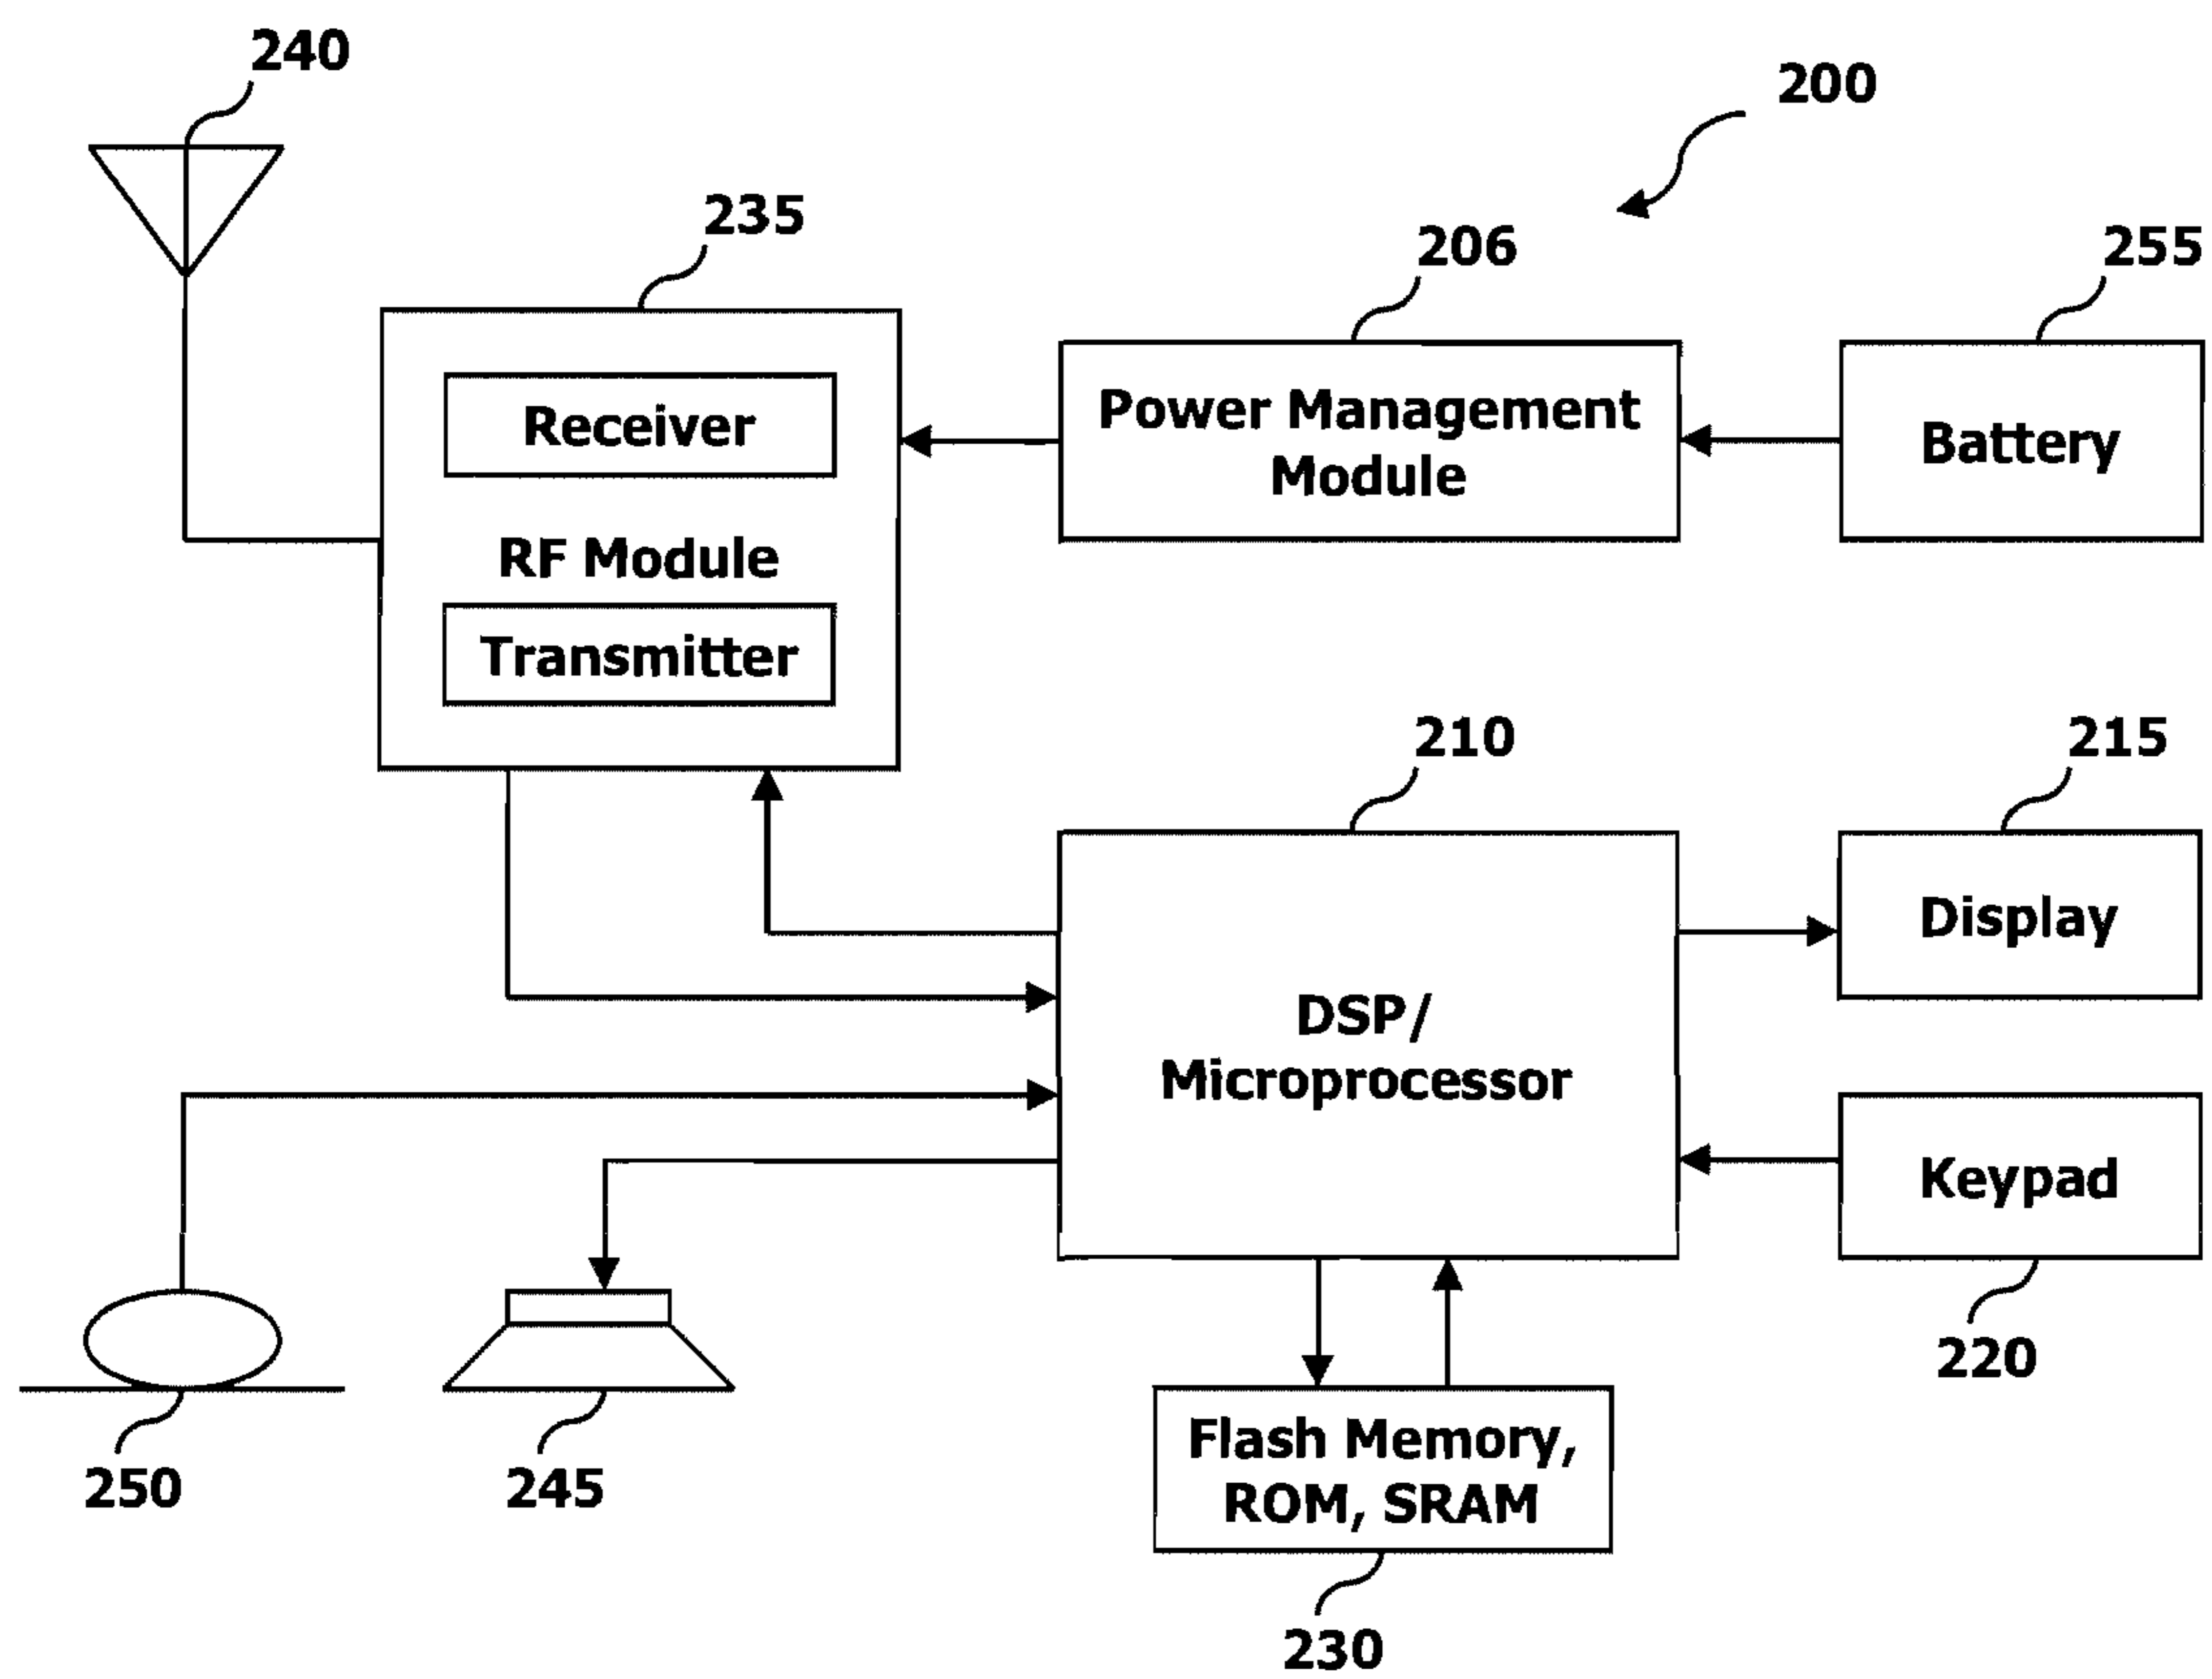 240
200
235
206
255
Receiver
Power Management
Module
Battery
RF Module
Transmitter
210
215
DSP/
Microprocessor
Display
Keypad
220
250
245
Flash Memory,
ROM, SRAM
230